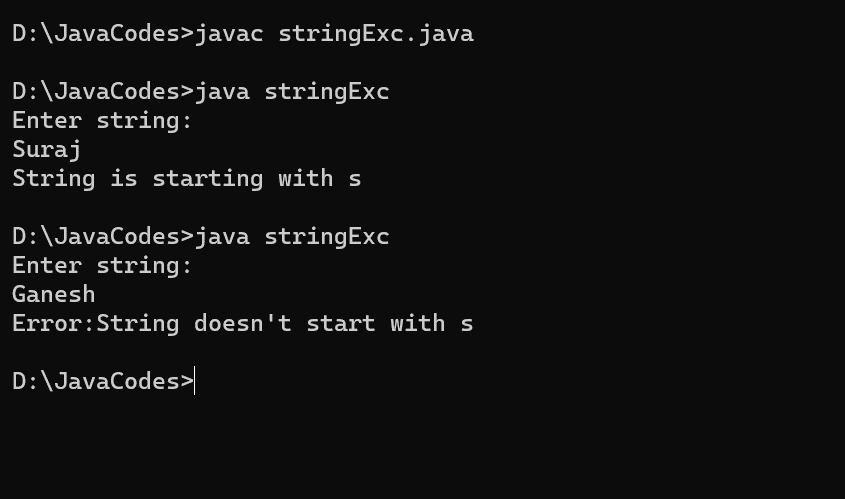 D:\JavaCodes>javac stringExc.java
D:\JavaCodes>java stringExc
Enter string:
Suraj
String is starting with s
D:\JavaCodes>java stringExc
Enter string:
Ganesh
Error:String doesn't start with s
D:\JavaCodes>